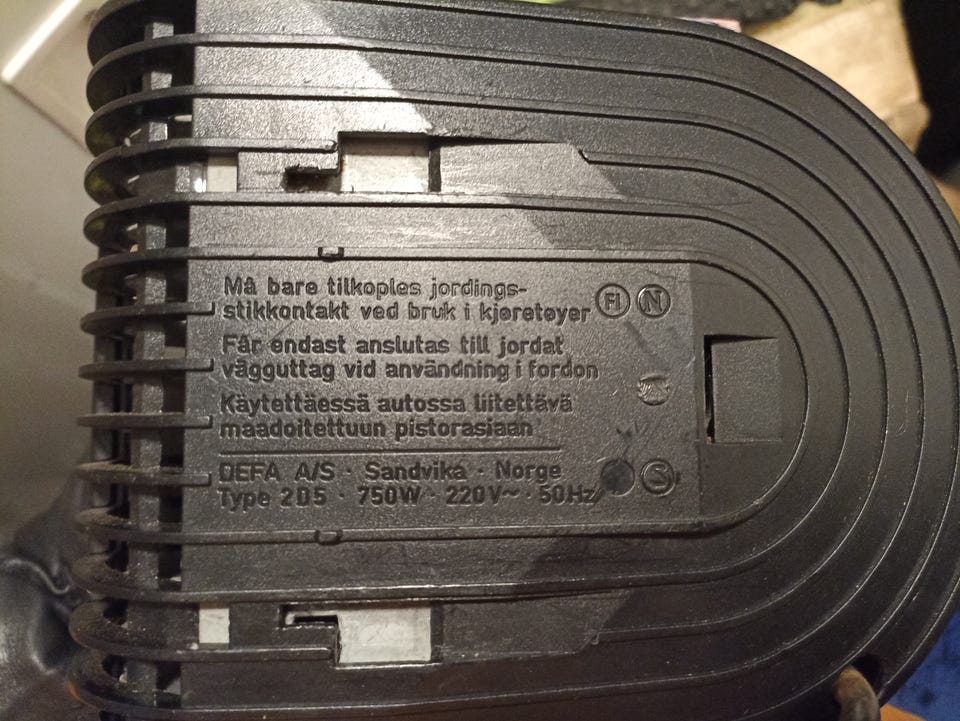 Må bare tilkoples jordings-
stikkontakt ved bruk i kjøretøyer FI N
Får endast anslutas till jordat
vägguttag vid användning i fordon
Käytettäessä autossa liitettävä
maadoitettuun pistorasiaan
DEFA A/S · Sandvika · Norge S
Type 205 · 750W · 220V~ · 50Hz